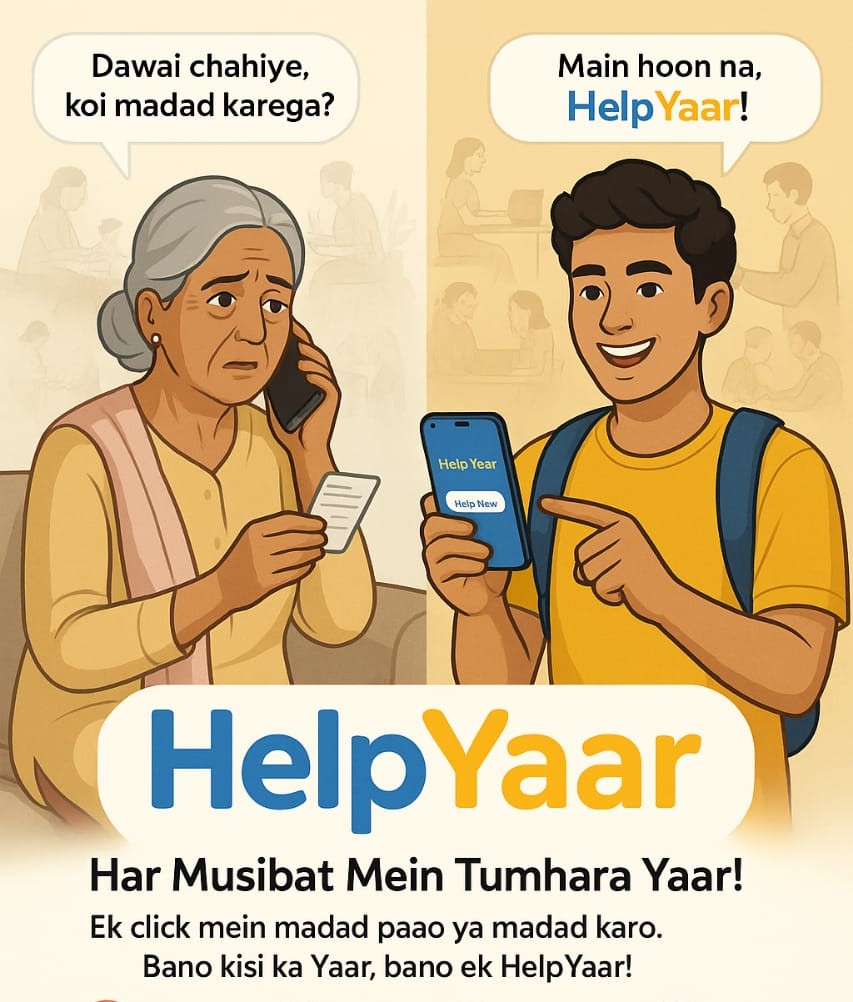 Dawai chahiye,
koi madad karega?
Main hoon na,
HelpYaar!
Help Year
Help New
HelpYaar
Har Musibat Mein Tumhara Yaar!
Ek click mein madad paao ya madad karo.
Bano kisi ka Yaar, bano ek HelpYaar!